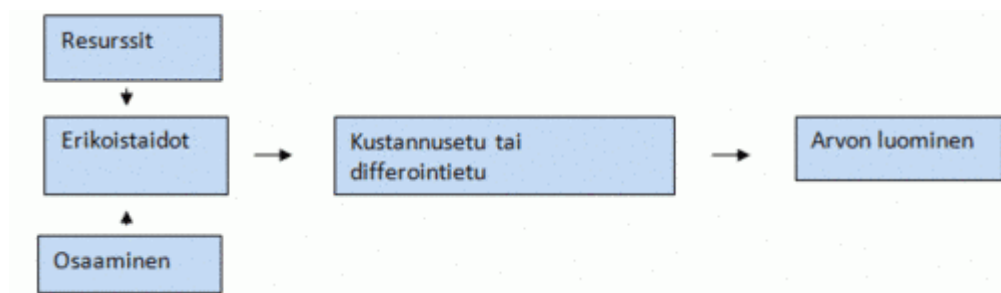 Resurssit
Erikoistaidot
Kustannusetu tai
differointietu
Arvon luominen
Osaaminen